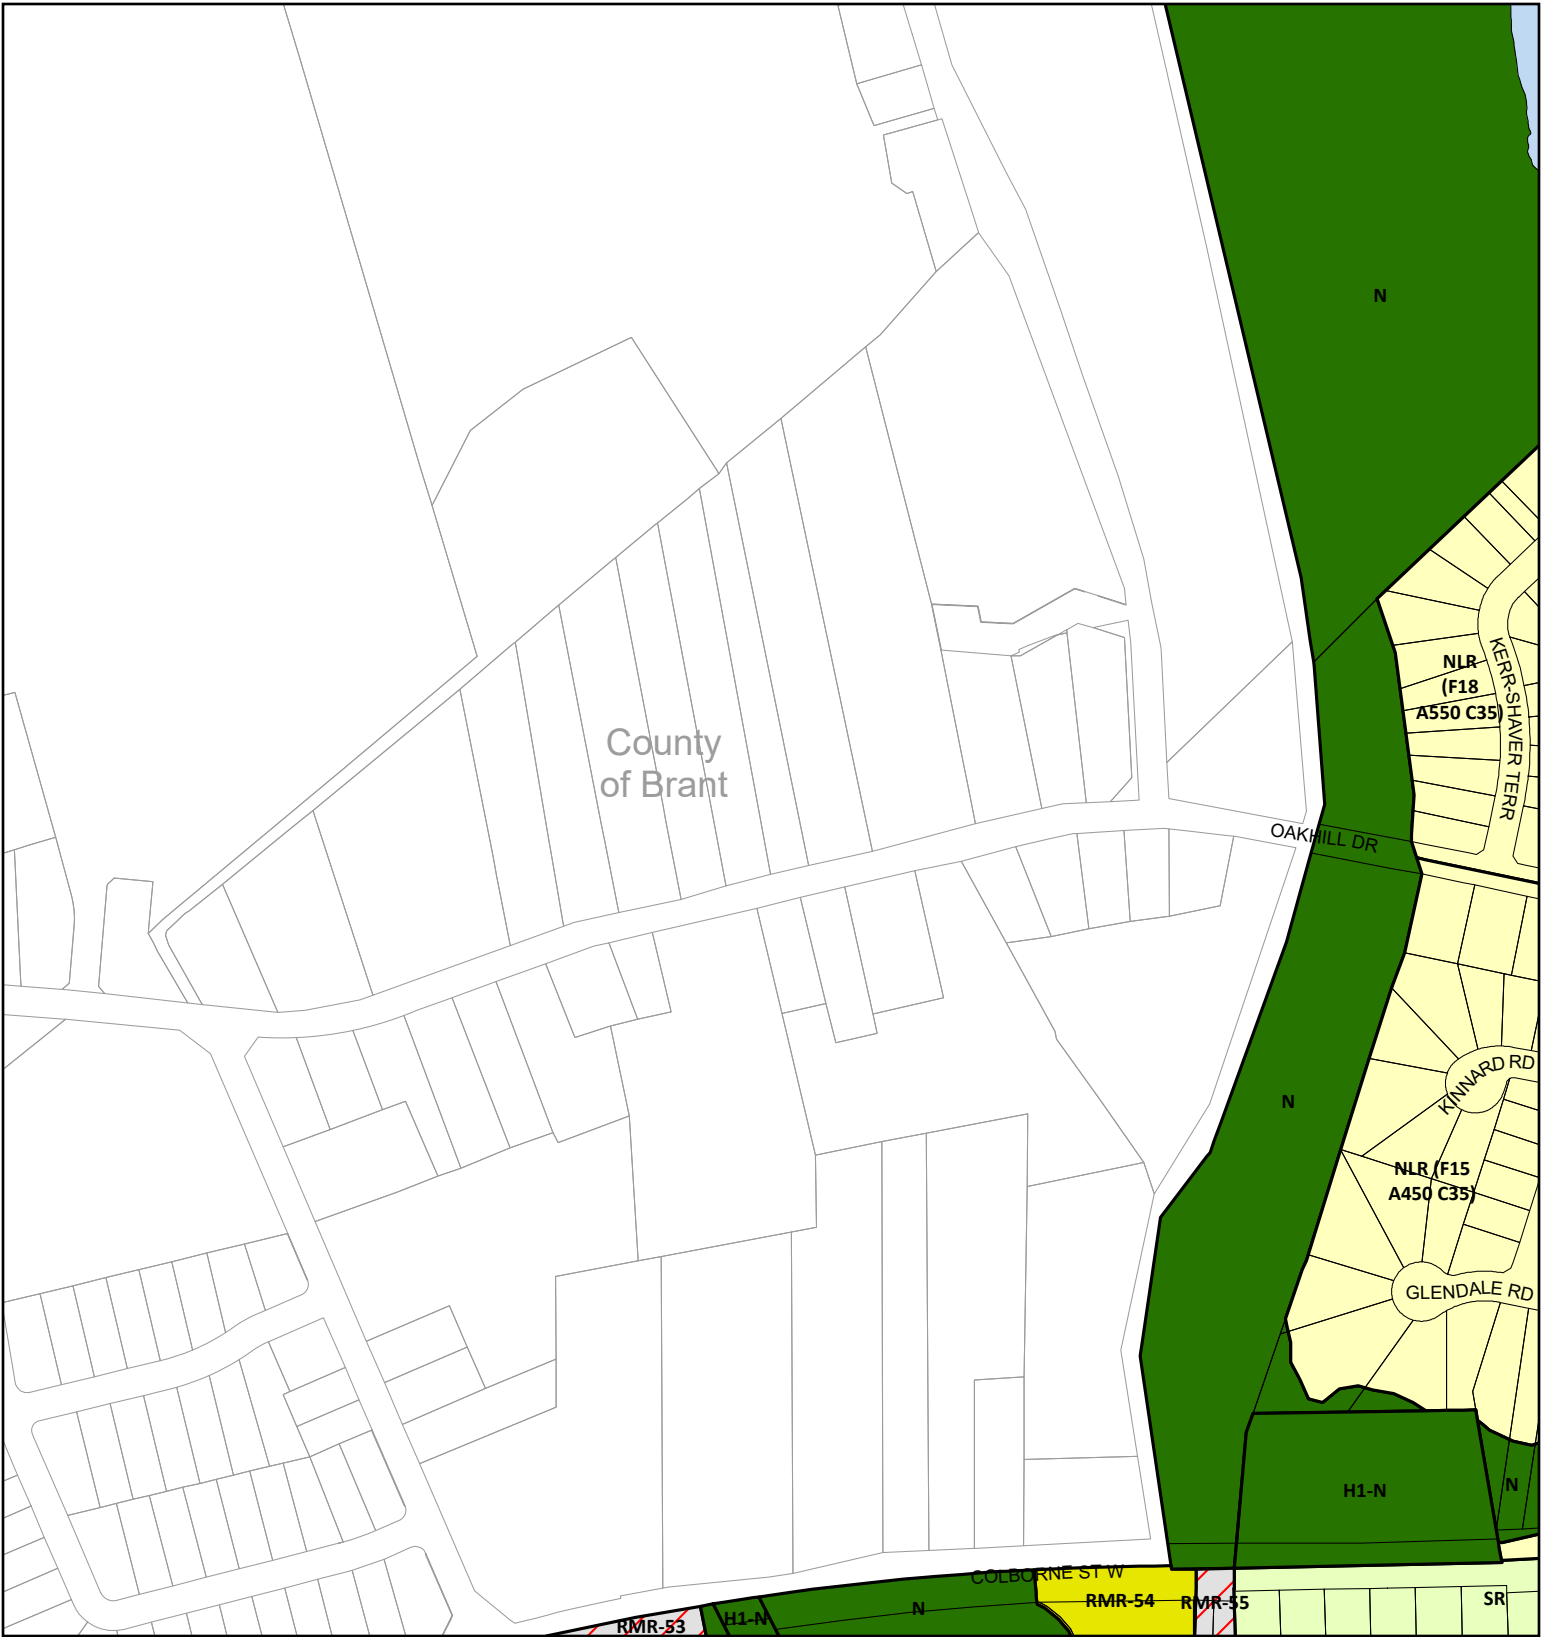 N
NLR
(F18
A550 C35)
KERR-SHAVER TERR
County
of Brant
OAKHILL DR
KINNARD RD
N
NLR (F15
A450 C35)
GLENDALE RD
H1-N
N
COLBORNE ST W
RMR-53
H1-N
N
RMR-54
RMR-55
SR